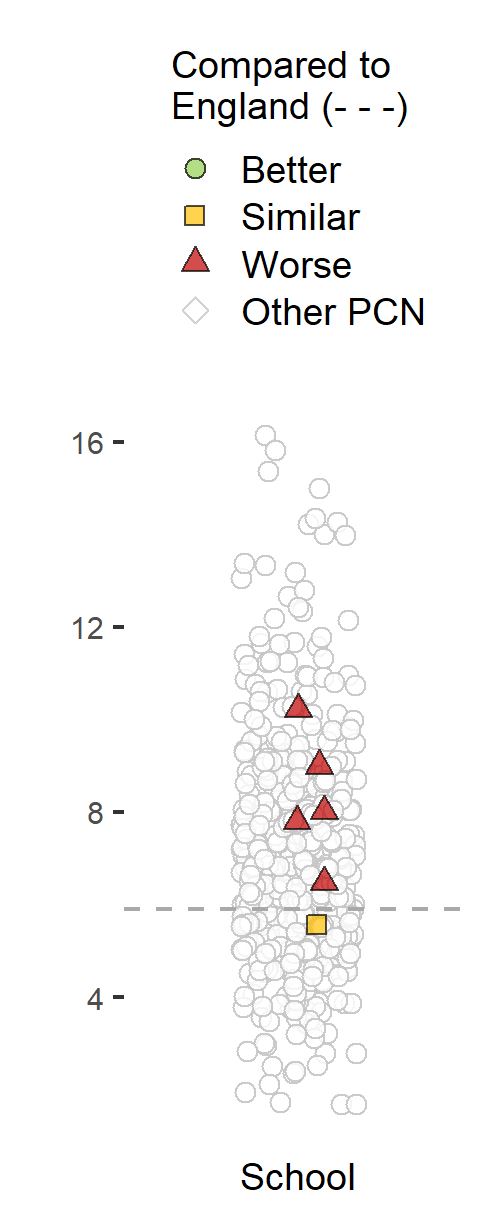 Compared to
England (- - -)
Better
Similar
Worse
Other PCN
16
12
8
4
School